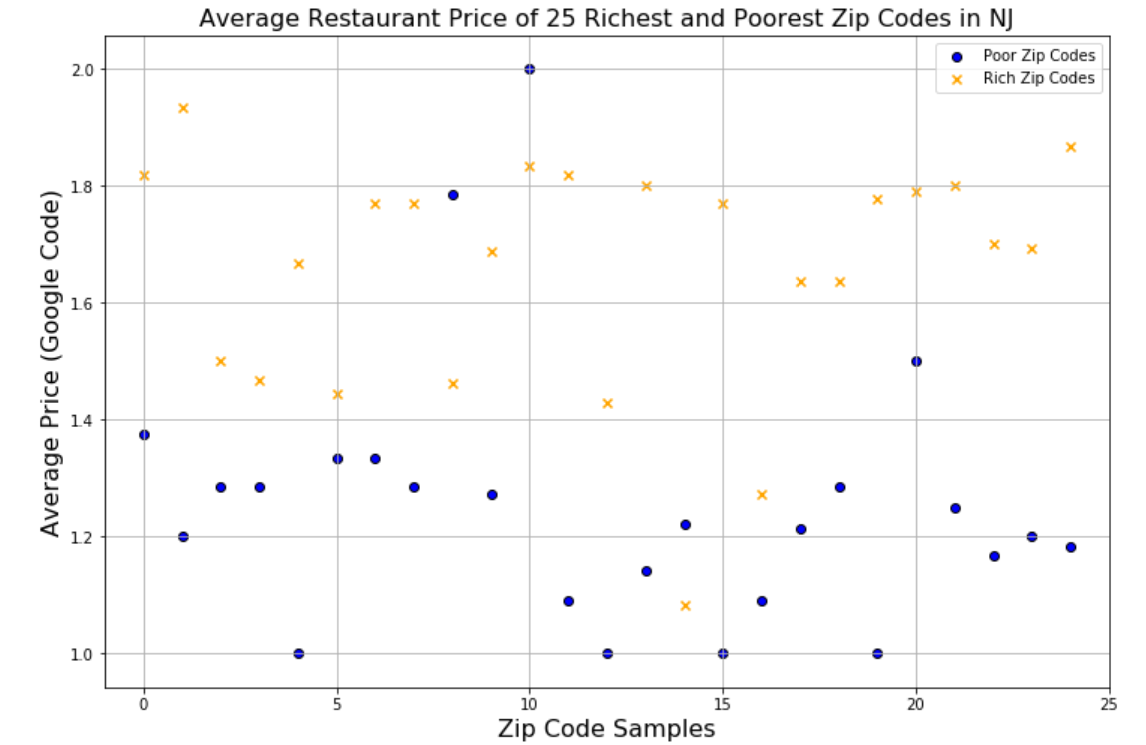 Average Restaurant Price of 25 Richest and Poorest Zip Codes in NJ
Poor Zip Codes
Rich Zip Codes
Average Price (Google Code)
2.0
1.8
1.6
1.4
1.2
1.0
0 5 10 15 20 25
Zip Code Samples